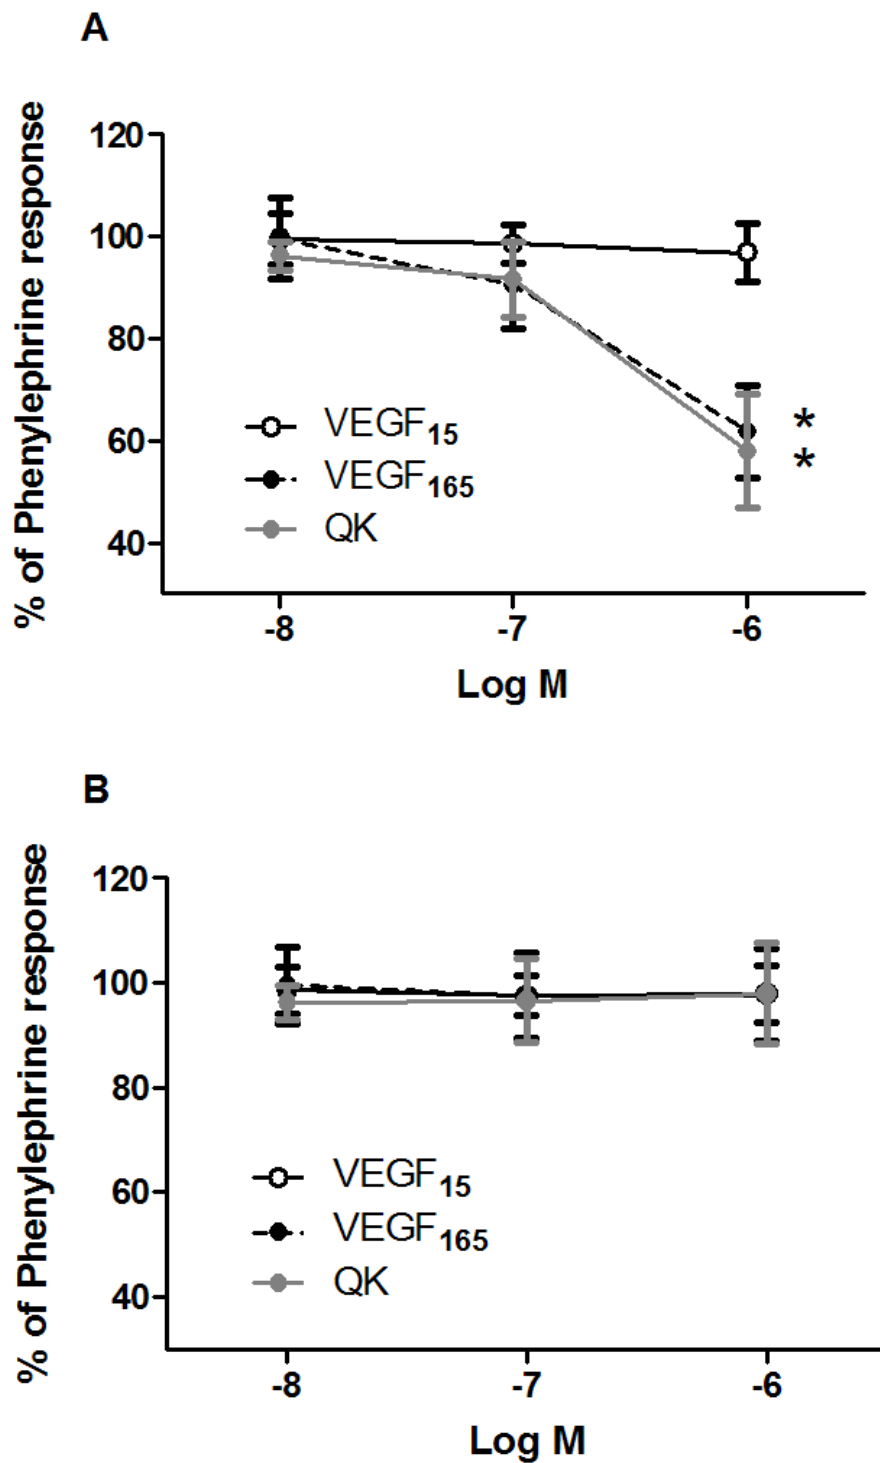 A
% of Phenylephrine response
120
100
80
60
40
VEGF15
VEGF165
QK
*
*
-8
-7
-6
Log M
B
% of Phenylephrine response
120
100
80
60
40
VEGF15
VEGF165
QK
-8
-7
-6
Log M